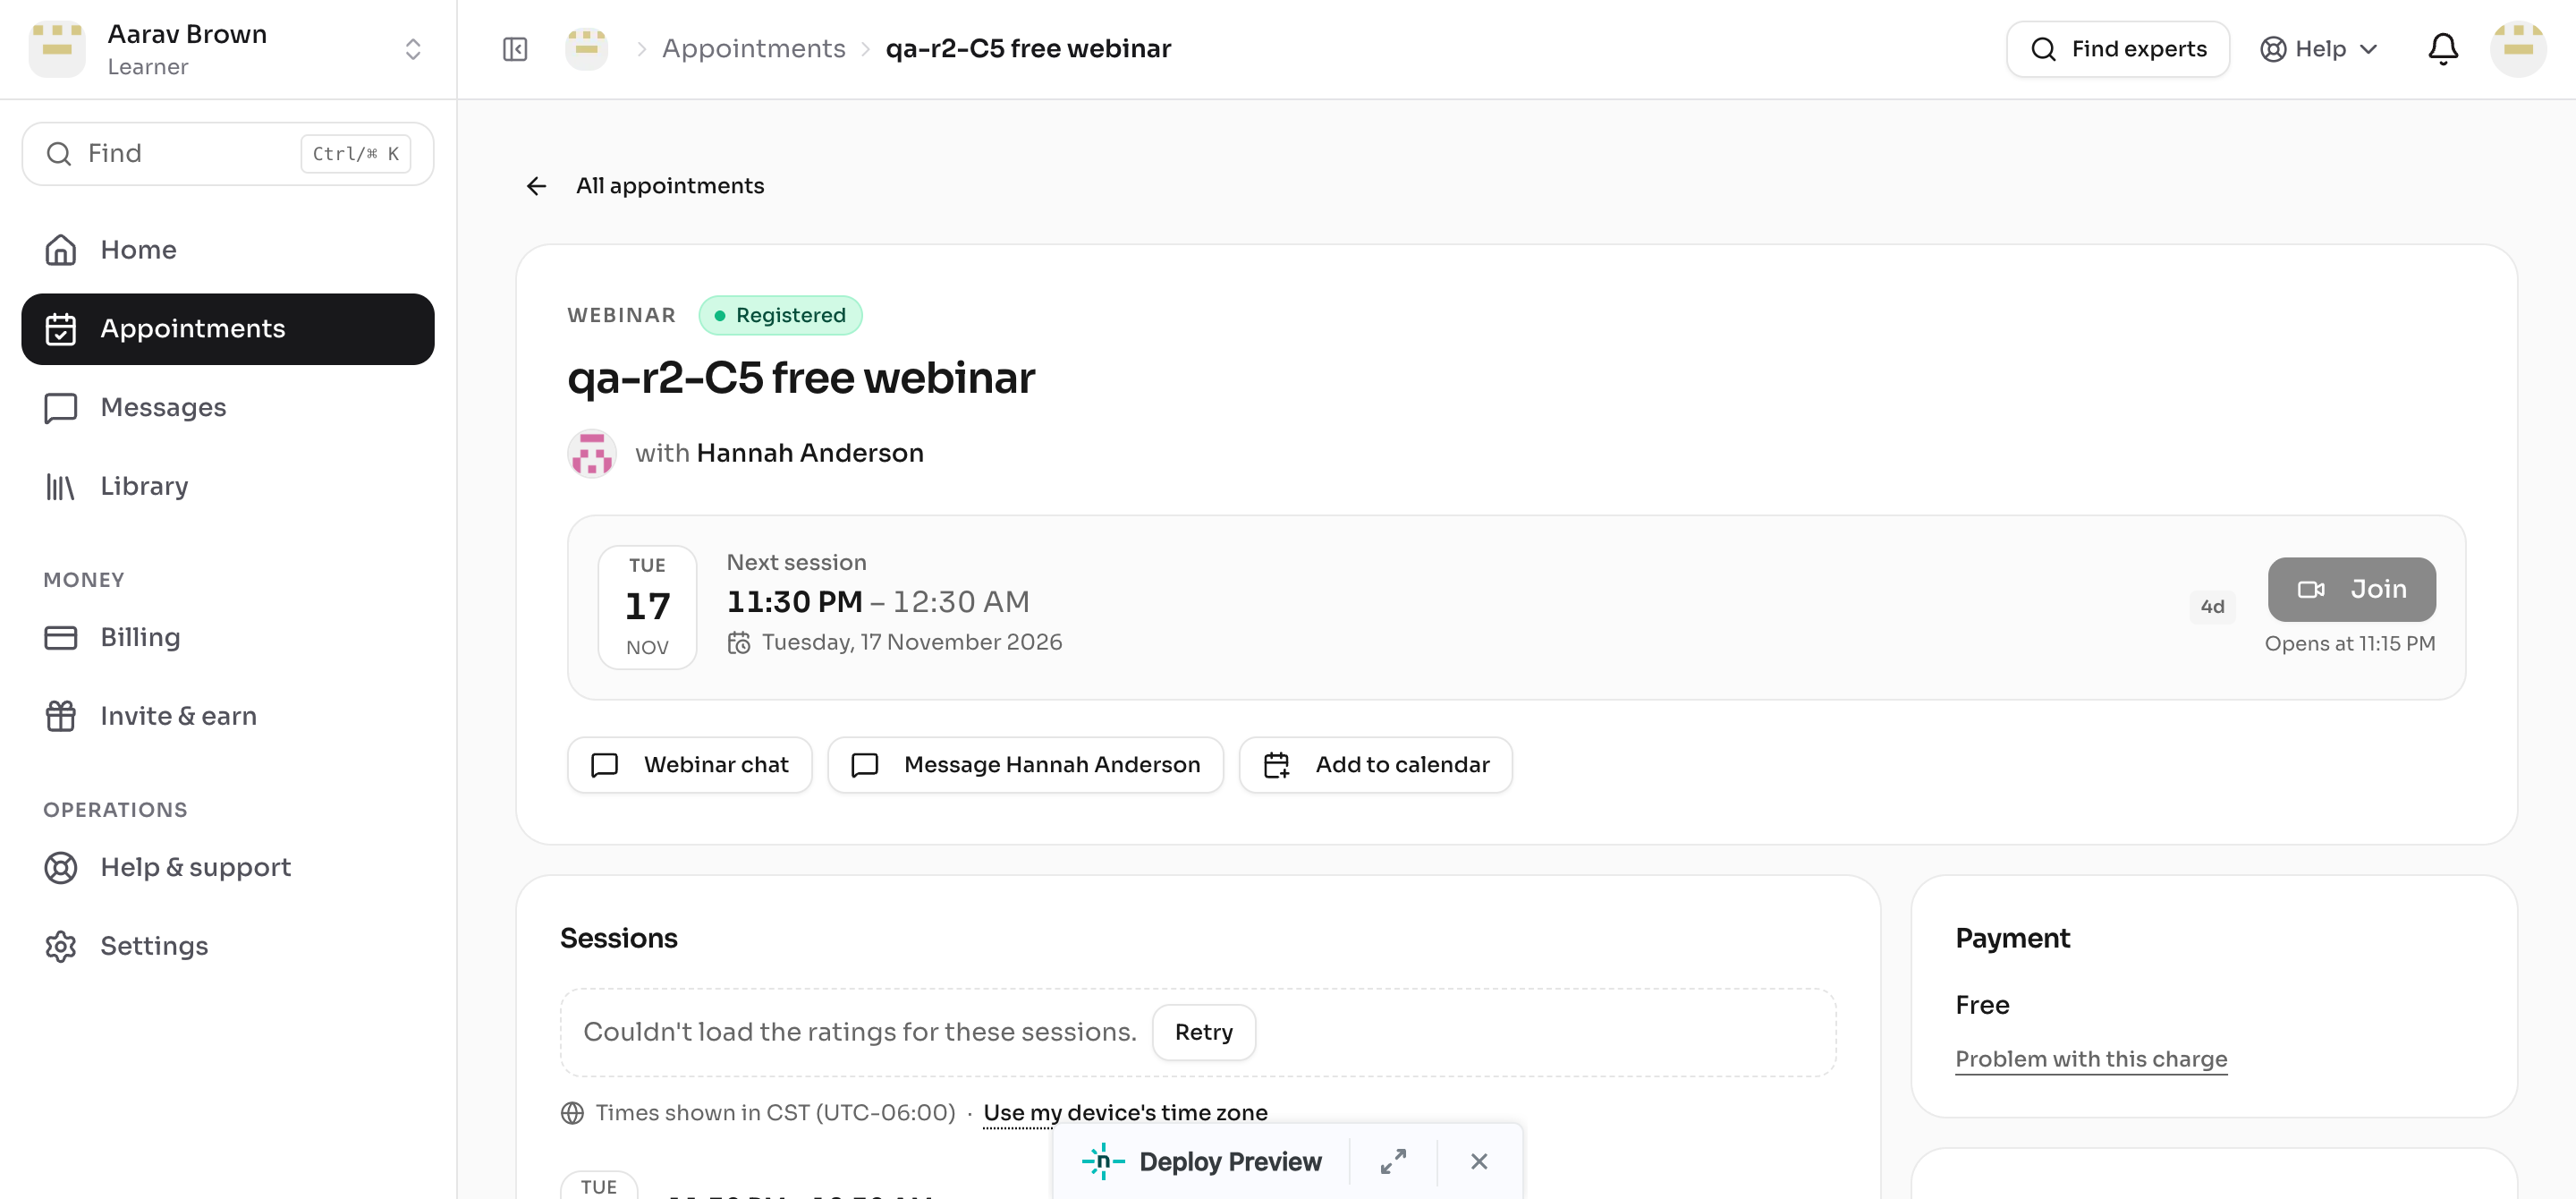 Aarav Brown
Learner
Appointments
qa-r2-C5 free webinar
Find experts
Help
Find
Ctrl/⌘ K
Home
Appointments
Messages
Library
MONEY
Billing
Invite & earn
OPERATIONS
Help & support
Settings
All appointments
WEBINAR
Registered
qa-r2-C5 free webinar
with Hannah Anderson
TUE
17
NOV
Next session
11:30 PM – 12:30 AM
Tuesday, 17 November 2026
4d
Join
Opens at 11:15 PM
Webinar chat
Message Hannah Anderson
Add to calendar
Sessions
Couldn't load the ratings for these sessions.
Retry
Times shown in CST (UTC-06:00) · Use my device's time zone
TUE
Payment
Free
Problem with this charge
n Deploy Preview